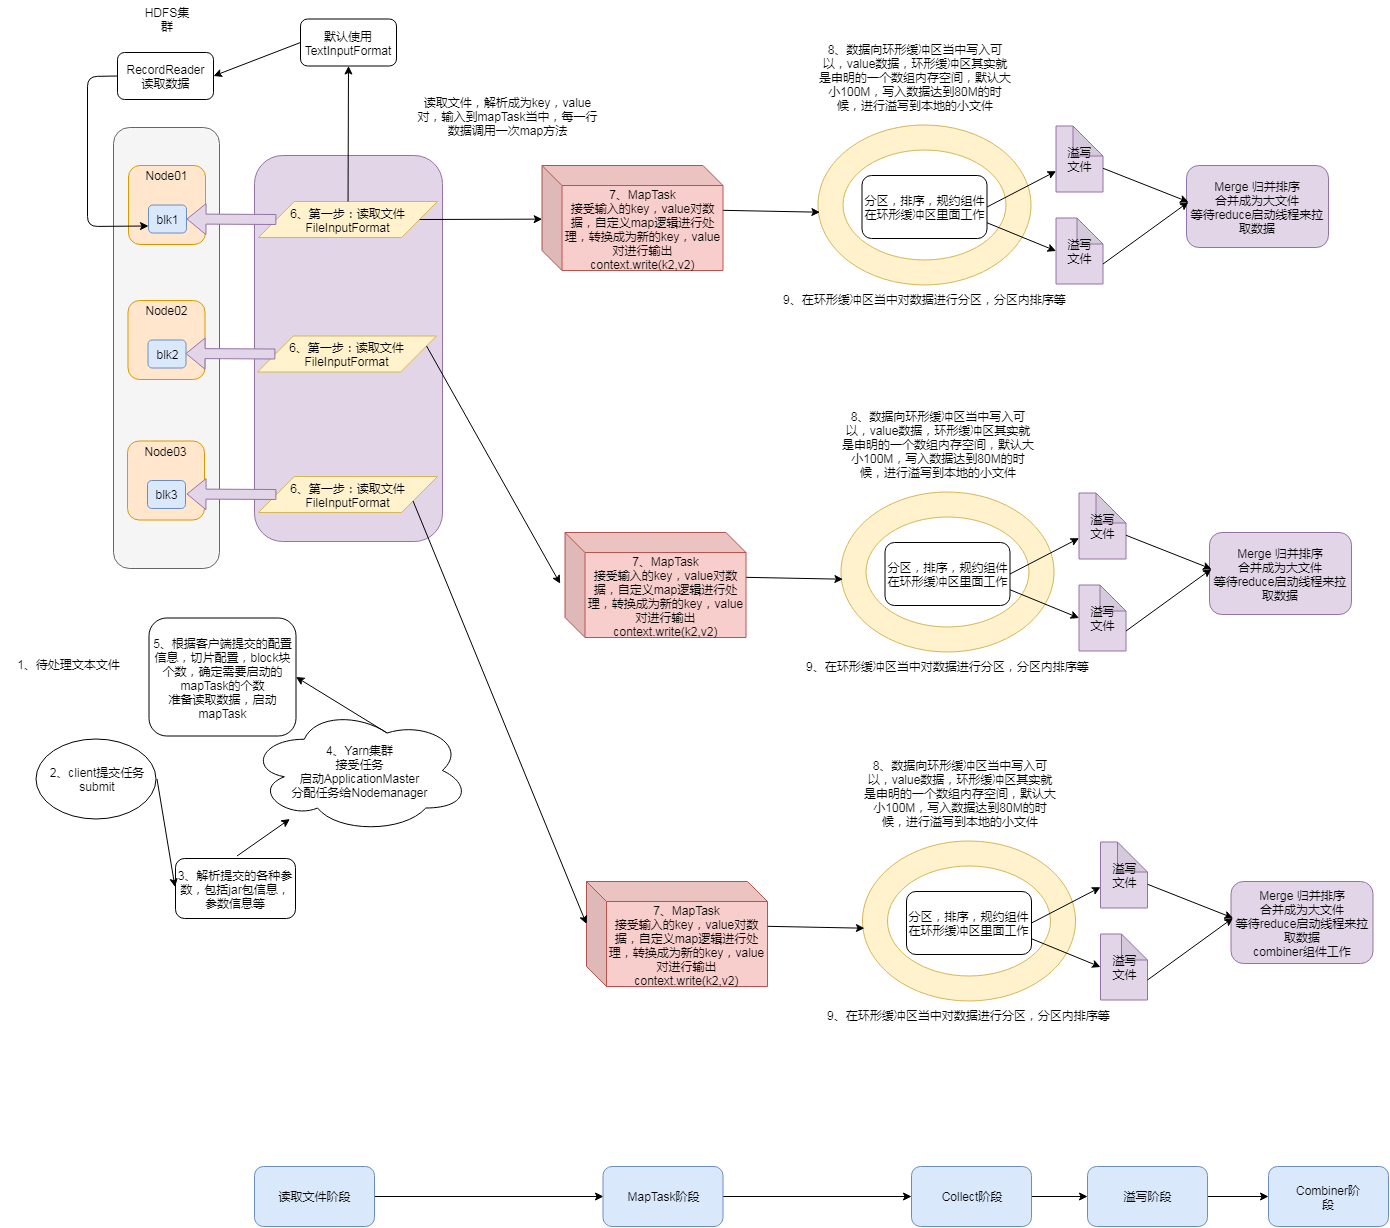 HDFS集
群
默认使用
TextInputFormat
RecordReader
读取数据
读取文件，解析成为key，value
对，输入到mapTask当中，每一行
数据调用一次map方法
Node01
blk1
6、第一步：读取文件
FileInputFormat
7、MapTask
接受输入的key，value对数
据，自定义map逻辑进行处
理，转换成为新的key，value
对进行输出
context.write(k2,v2)
8、数据向环形缓冲区当中写入可
以，value数据，环形缓冲区其实就
是申明的一个数组内存空间，默认大
小100M，写入数据达到80M的时
候，进行溢写到本地的小文件
分区，排序，规约组件
在环形缓冲区里面工作
9、在环形缓冲区当中对数据进行分区，分区内排序等
溢写
文件
溢写
文件
Merge 归并排序
合并成为大文件
等待reduce启动线程来拉
取数据
Node02
blk2
6、第一步：读取文件
FileInputFormat
Node03
blk3
6、第一步：读取文件
FileInputFormat
7、MapTask
接受输入的key，value对数
据，自定义map逻辑进行处
理，转换成为新的key，value
对进行输出
context.write(k2,v2)
8、数据向环形缓冲区当中写入可
以，value数据，环形缓冲区其实就
是申明的一个数组内存空间，默认大
小100M，写入数据达到80M的时
候，进行溢写到本地的小文件
分区，排序，规约组件
在环形缓冲区里面工作
9、在环形缓冲区当中对数据进行分区，分区内排序等
溢写
文件
溢写
文件
Merge 归并排序
合并成为大文件
等待reduce启动线程来拉
取数据
1、待处理文本文件
5、根据客户端提交的配置
信息，切片配置，block块
个数，确定需要启动的
mapTask的个数
准备读取数据，启动
mapTask
2、client提交任务
submit
4、Yarn集群
接受任务
启动ApplicationMaster
分配任务给Nodemanager
3、解析提交的各种参
数，包括jar包信息，
参数信息等
7、MapTask
接受输入的key，value对数
据，自定义map逻辑进行处
理，转换成为新的key，value
对进行输出
context.write(k2,v2)
8、数据向环形缓冲区当中写入可
以，value数据，环形缓冲区其实就
是申明的一个数组内存空间，默认大
小100M，写入数据达到80M的时
候，进行溢写到本地的小文件
分区，排序，规约组件
在环形缓冲区里面工作
9、在环形缓冲区当中对数据进行分区，分区内排序等
溢写
文件
溢写
文件
Merge 归并排序
合并成为大文件
等待reduce启动线程来拉
取数据
combiner组件工作
读取文件阶段
MapTask阶段
Collect阶段
溢写阶段
Combiner阶
段